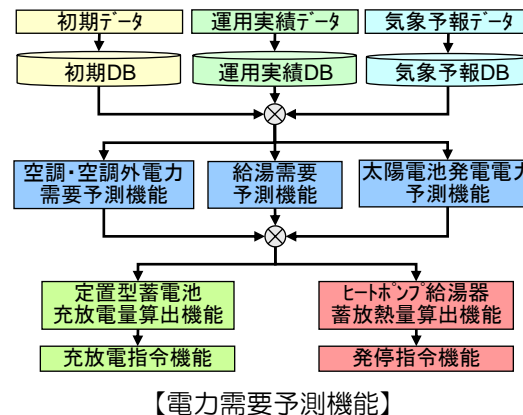 初期データ
運用実績データ
気象予報データ
初期DB
運用実績DB
気象予報DB
空調・空調外電力
需要予測機能
給湯需要
予測機能
太陽電池発電電力
予測機能
定置型蓄電池
充放電量算出機能
ﾋｰﾄﾎﾟﾝﾌﾟ給湯器
蓄放熱量算出機能
充放電指令機能
発停指令機能
【電力需要予測機能】